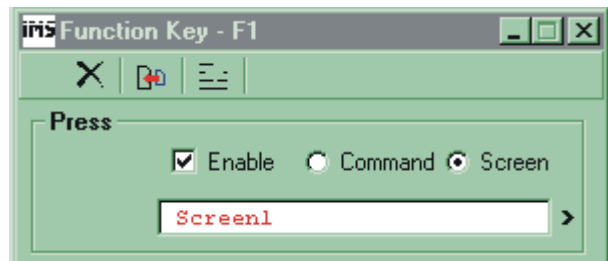 iMS Function Key - F1
Press
Enable Command Screen
Screen1